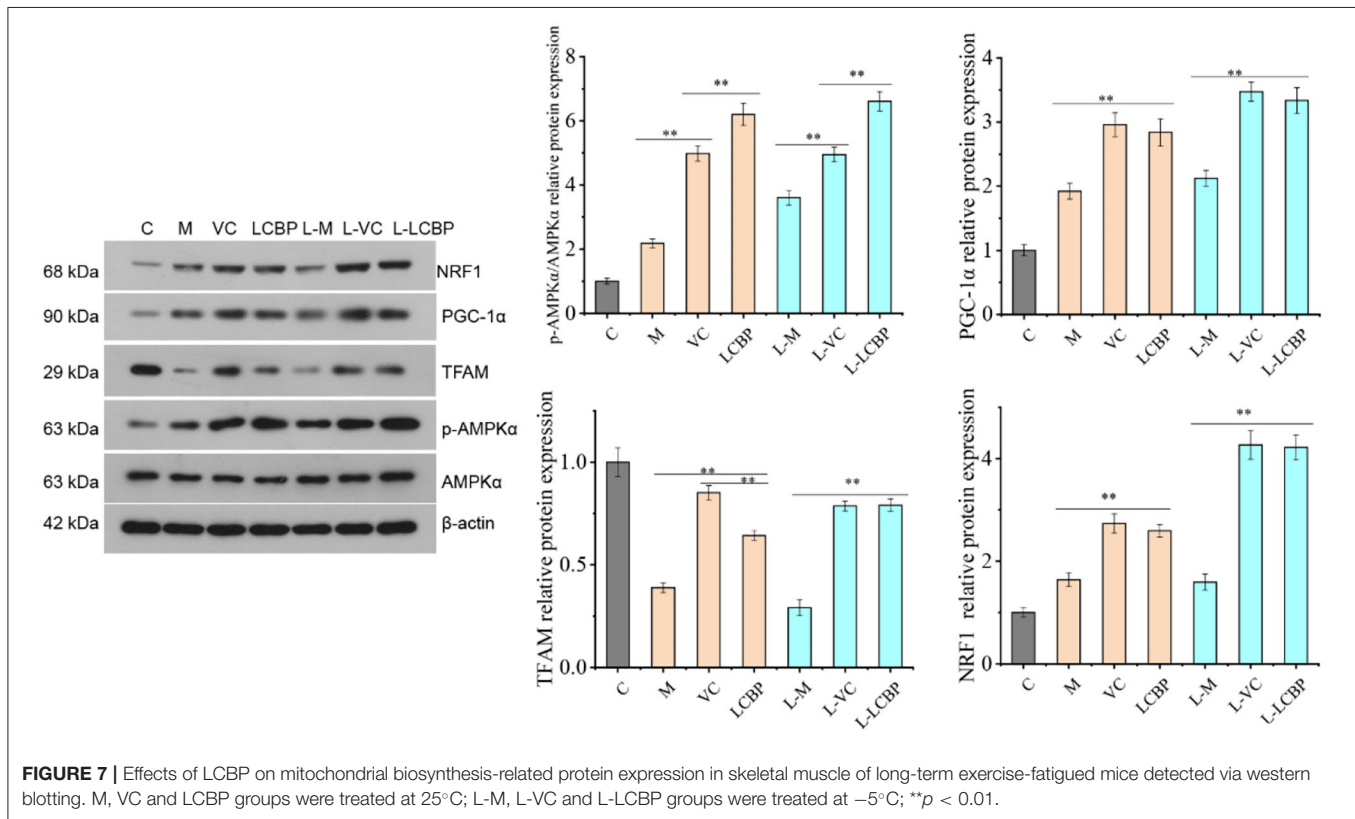 C M VC LCBP L-M L-VC L-LCBP
68 kDa NRF1
90 kDa PGC-1α
29 kDa TFAM
63 kDa p-AMPKα
63 kDa AMPKα
42 kDa β-actin
p-AMPKα/AMPKα relative protein expression
8
6
4
2
0
** ** ** **
C M VC LCBP L-M L-VC L-LCBP
PGC-1α relative protein expression
4
3
2
1
0
** **
C M VC LCBP L-M L-VC L-LCBP
TFAM relative protein expression
1.0
0.5
0.0
** ** **
C M VC LCBP L-M L-VC L-LCBP
NRF1 relative protein expression
4
2
0
** **
C M VC LCBP L-M L-VC L-LCBP
FIGURE 7 | Effects of LCBP on mitochondrial biosynthesis-related protein expression in skeletal muscle of long-term exercise-fatigued mice detected via western
blotting. M, VC and LCBP groups were treated at 25°C; L-M, L-VC and L-LCBP groups were treated at −5°C; **p < 0.01.